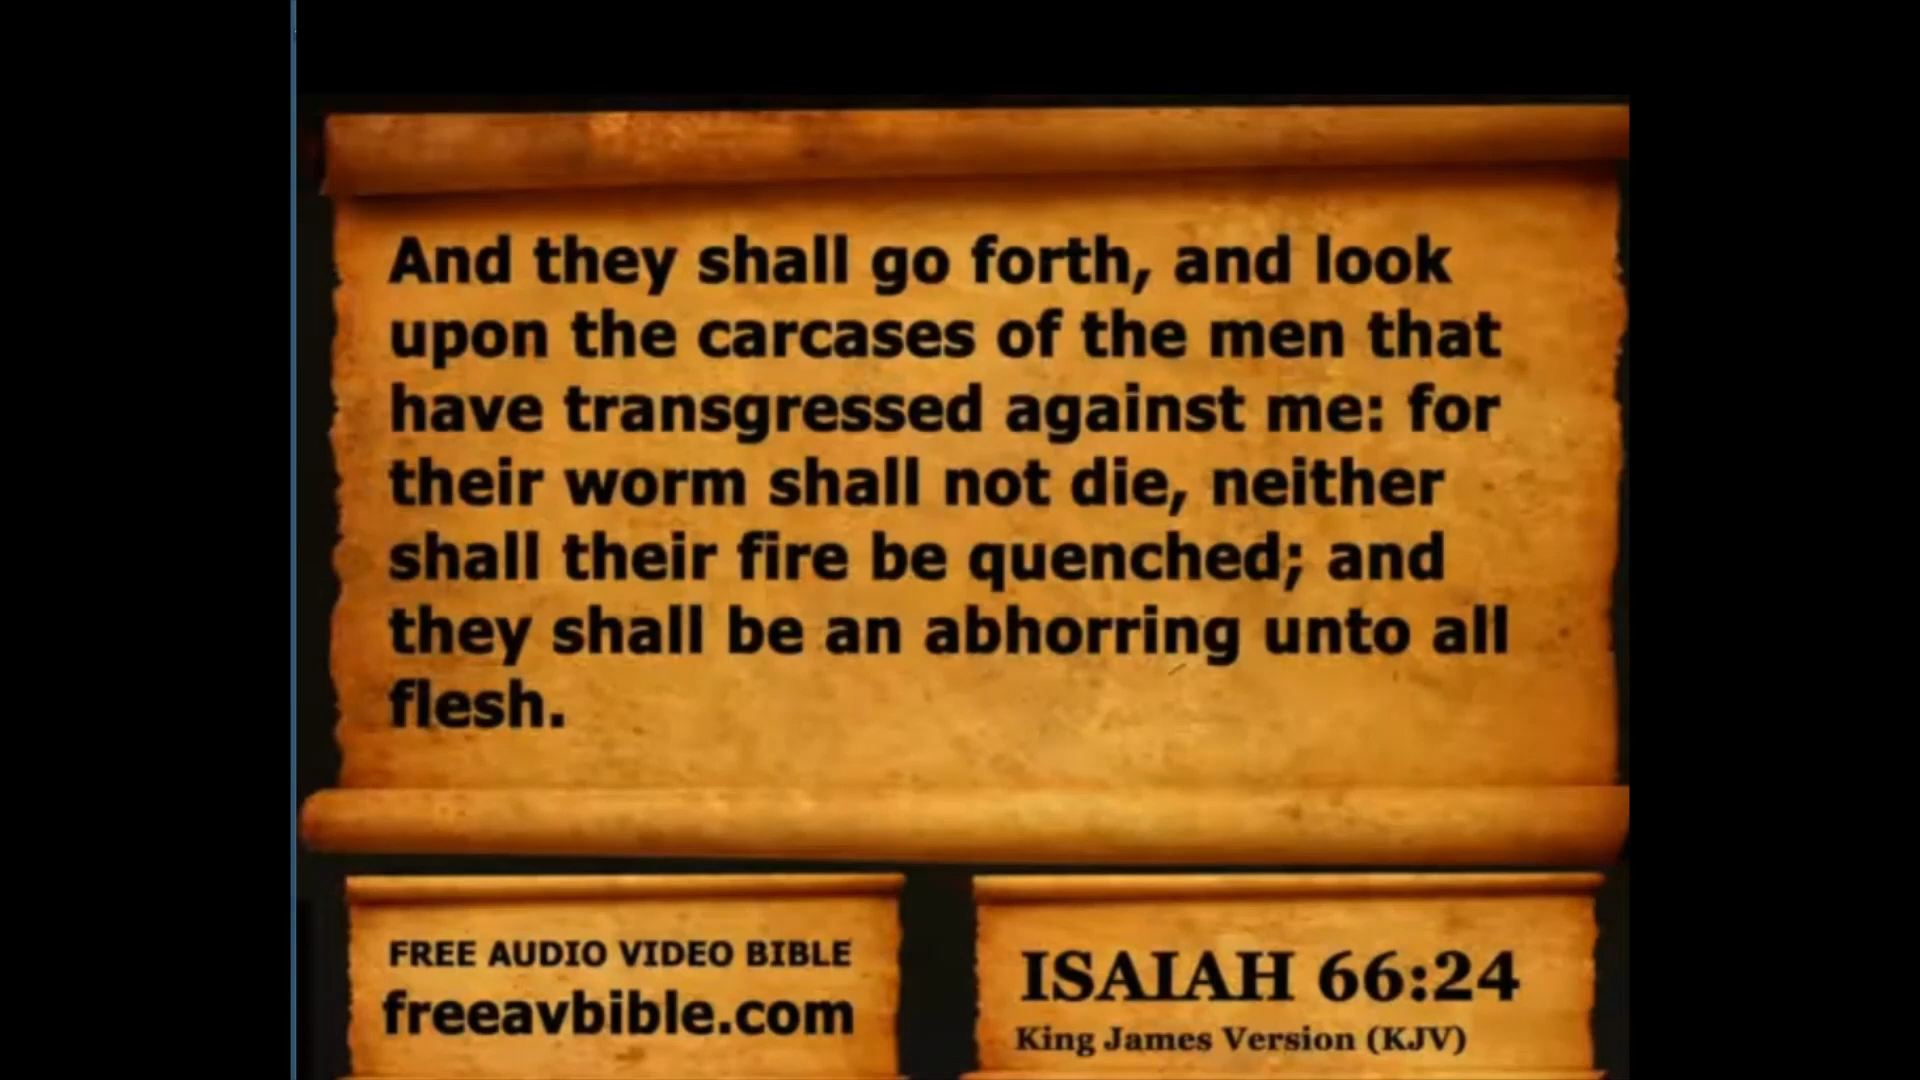 And they shall go forth, and look
upon the carcases of the men that
have transgressed against me: for
their worm shall not die, neither
shall their fire be quenched; and
they shall be an abhorring unto all
flesh.
FREE AUDIO VIDEO BIBLE
freeavbible.com
ISAIAH 66:24
King James Version (KJV)